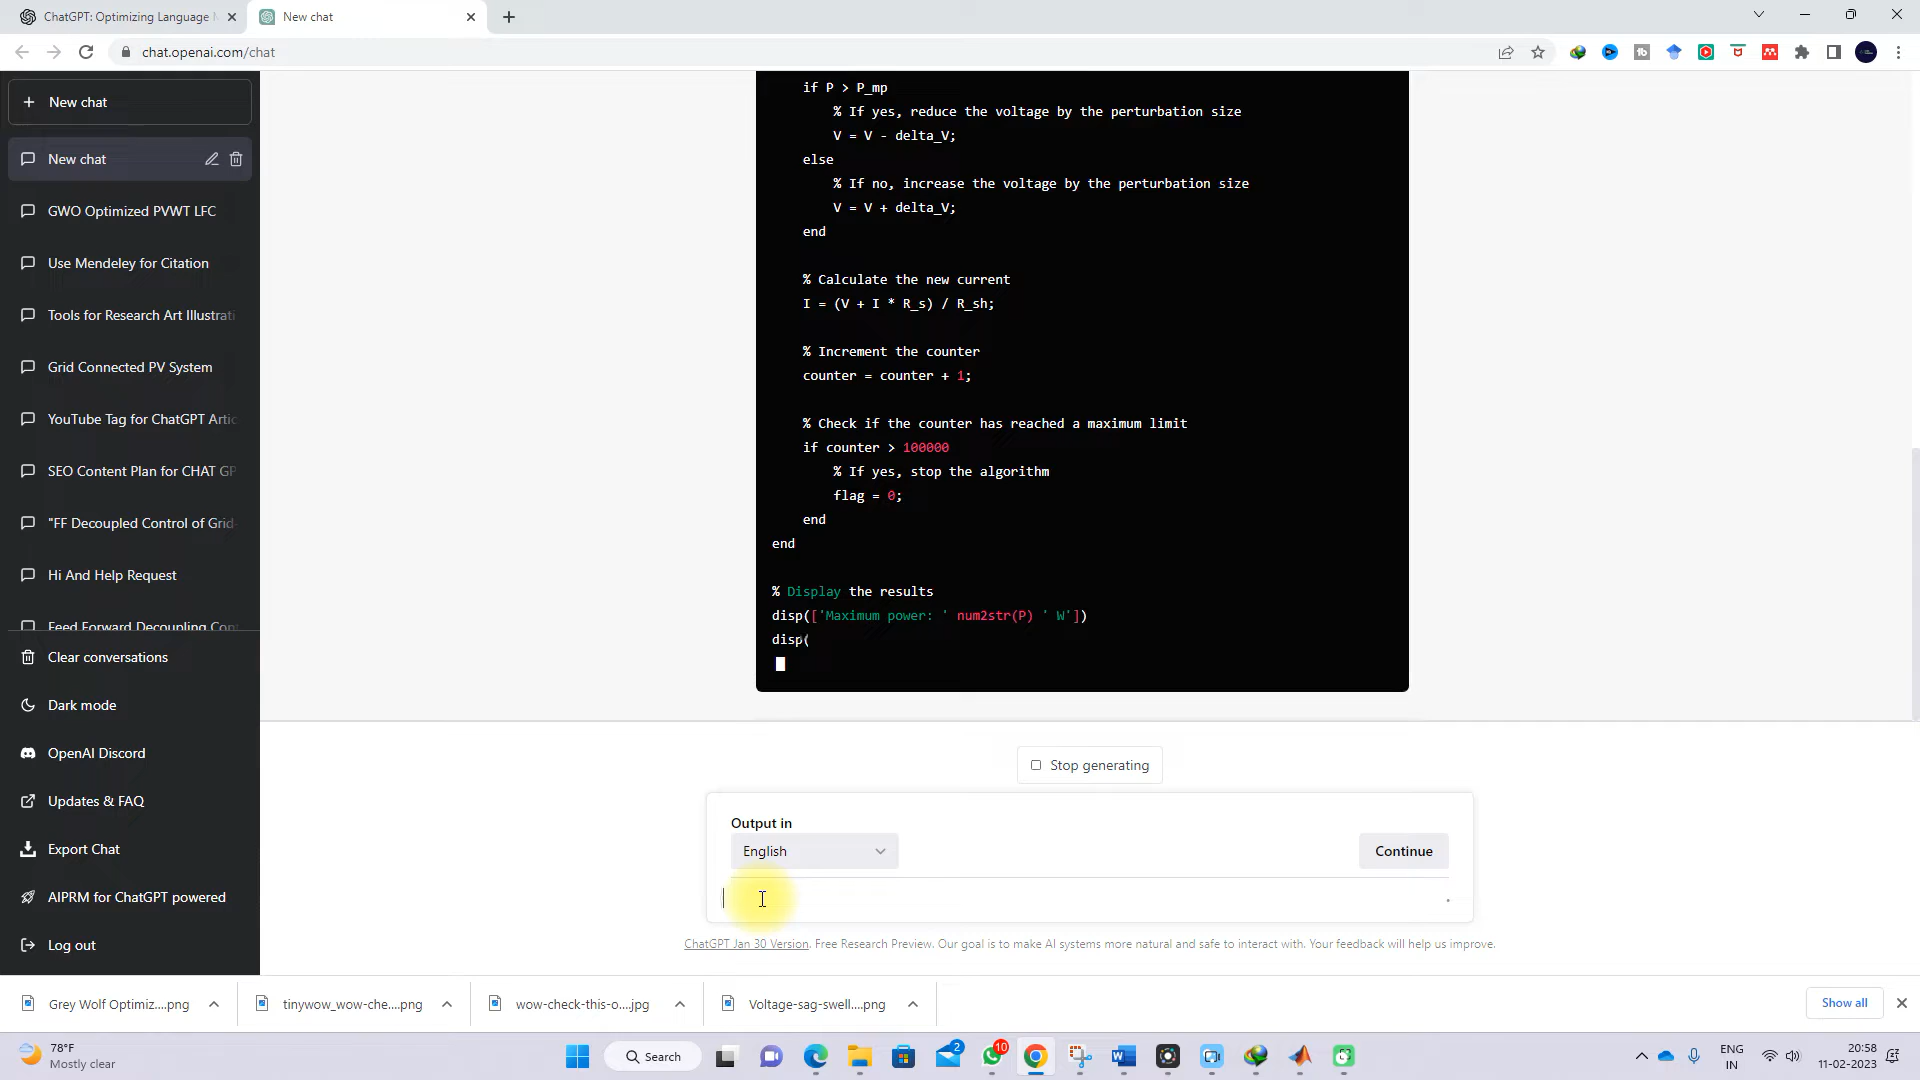 ChatGPT: Optimizing Language
New chat
chat.openai.com/chat
New chat
New chat
GWO Optimized PVWT LFC
Use Mendeley for Citation
Tools for Research Art Illustrati
Grid Connected PV System
YouTube Tag for ChatGPT Artic
SEO Content Plan for CHAT GP
"FF Decoupled Control of Grid-
Hi And Help Request
Feed Forward Decoupling Con
Clear conversations
Dark mode
OpenAI Discord
Updates & FAQ
Export Chat
AIPRM for ChatGPT powered
Log out
if P > P_mp
% If yes, reduce the voltage by the perturbation size
V = V - delta_V;
else
% If no, increase the voltage by the perturbation size
V = V + delta_V;
end
% Calculate the new current
I = (V + I * R_s) / R_sh;
% Increment the counter
counter = counter + 1;
% Check if the counter has reached a maximum limit
if counter > 100000
% If yes, stop the algorithm
flag = 0;
end
end
% Display the results
disp(['Maximum power: ' num2str(P) ' W'])
disp(
Stop generating
Output in
English
Continue
ChatGPT Jan 30 Version. Free Research Preview. Our goal is to make AI systems more natural and safe to interact with. Your feedback will help us improve.
Grey Wolf Optimiz....png
tinywow_wow-che....png
wow-check-this-o....jpg
Voltage-sag-swell....png
Show all
78°F
Mostly clear
Search
2
10
ENG
IN
20:58
11-02-2023